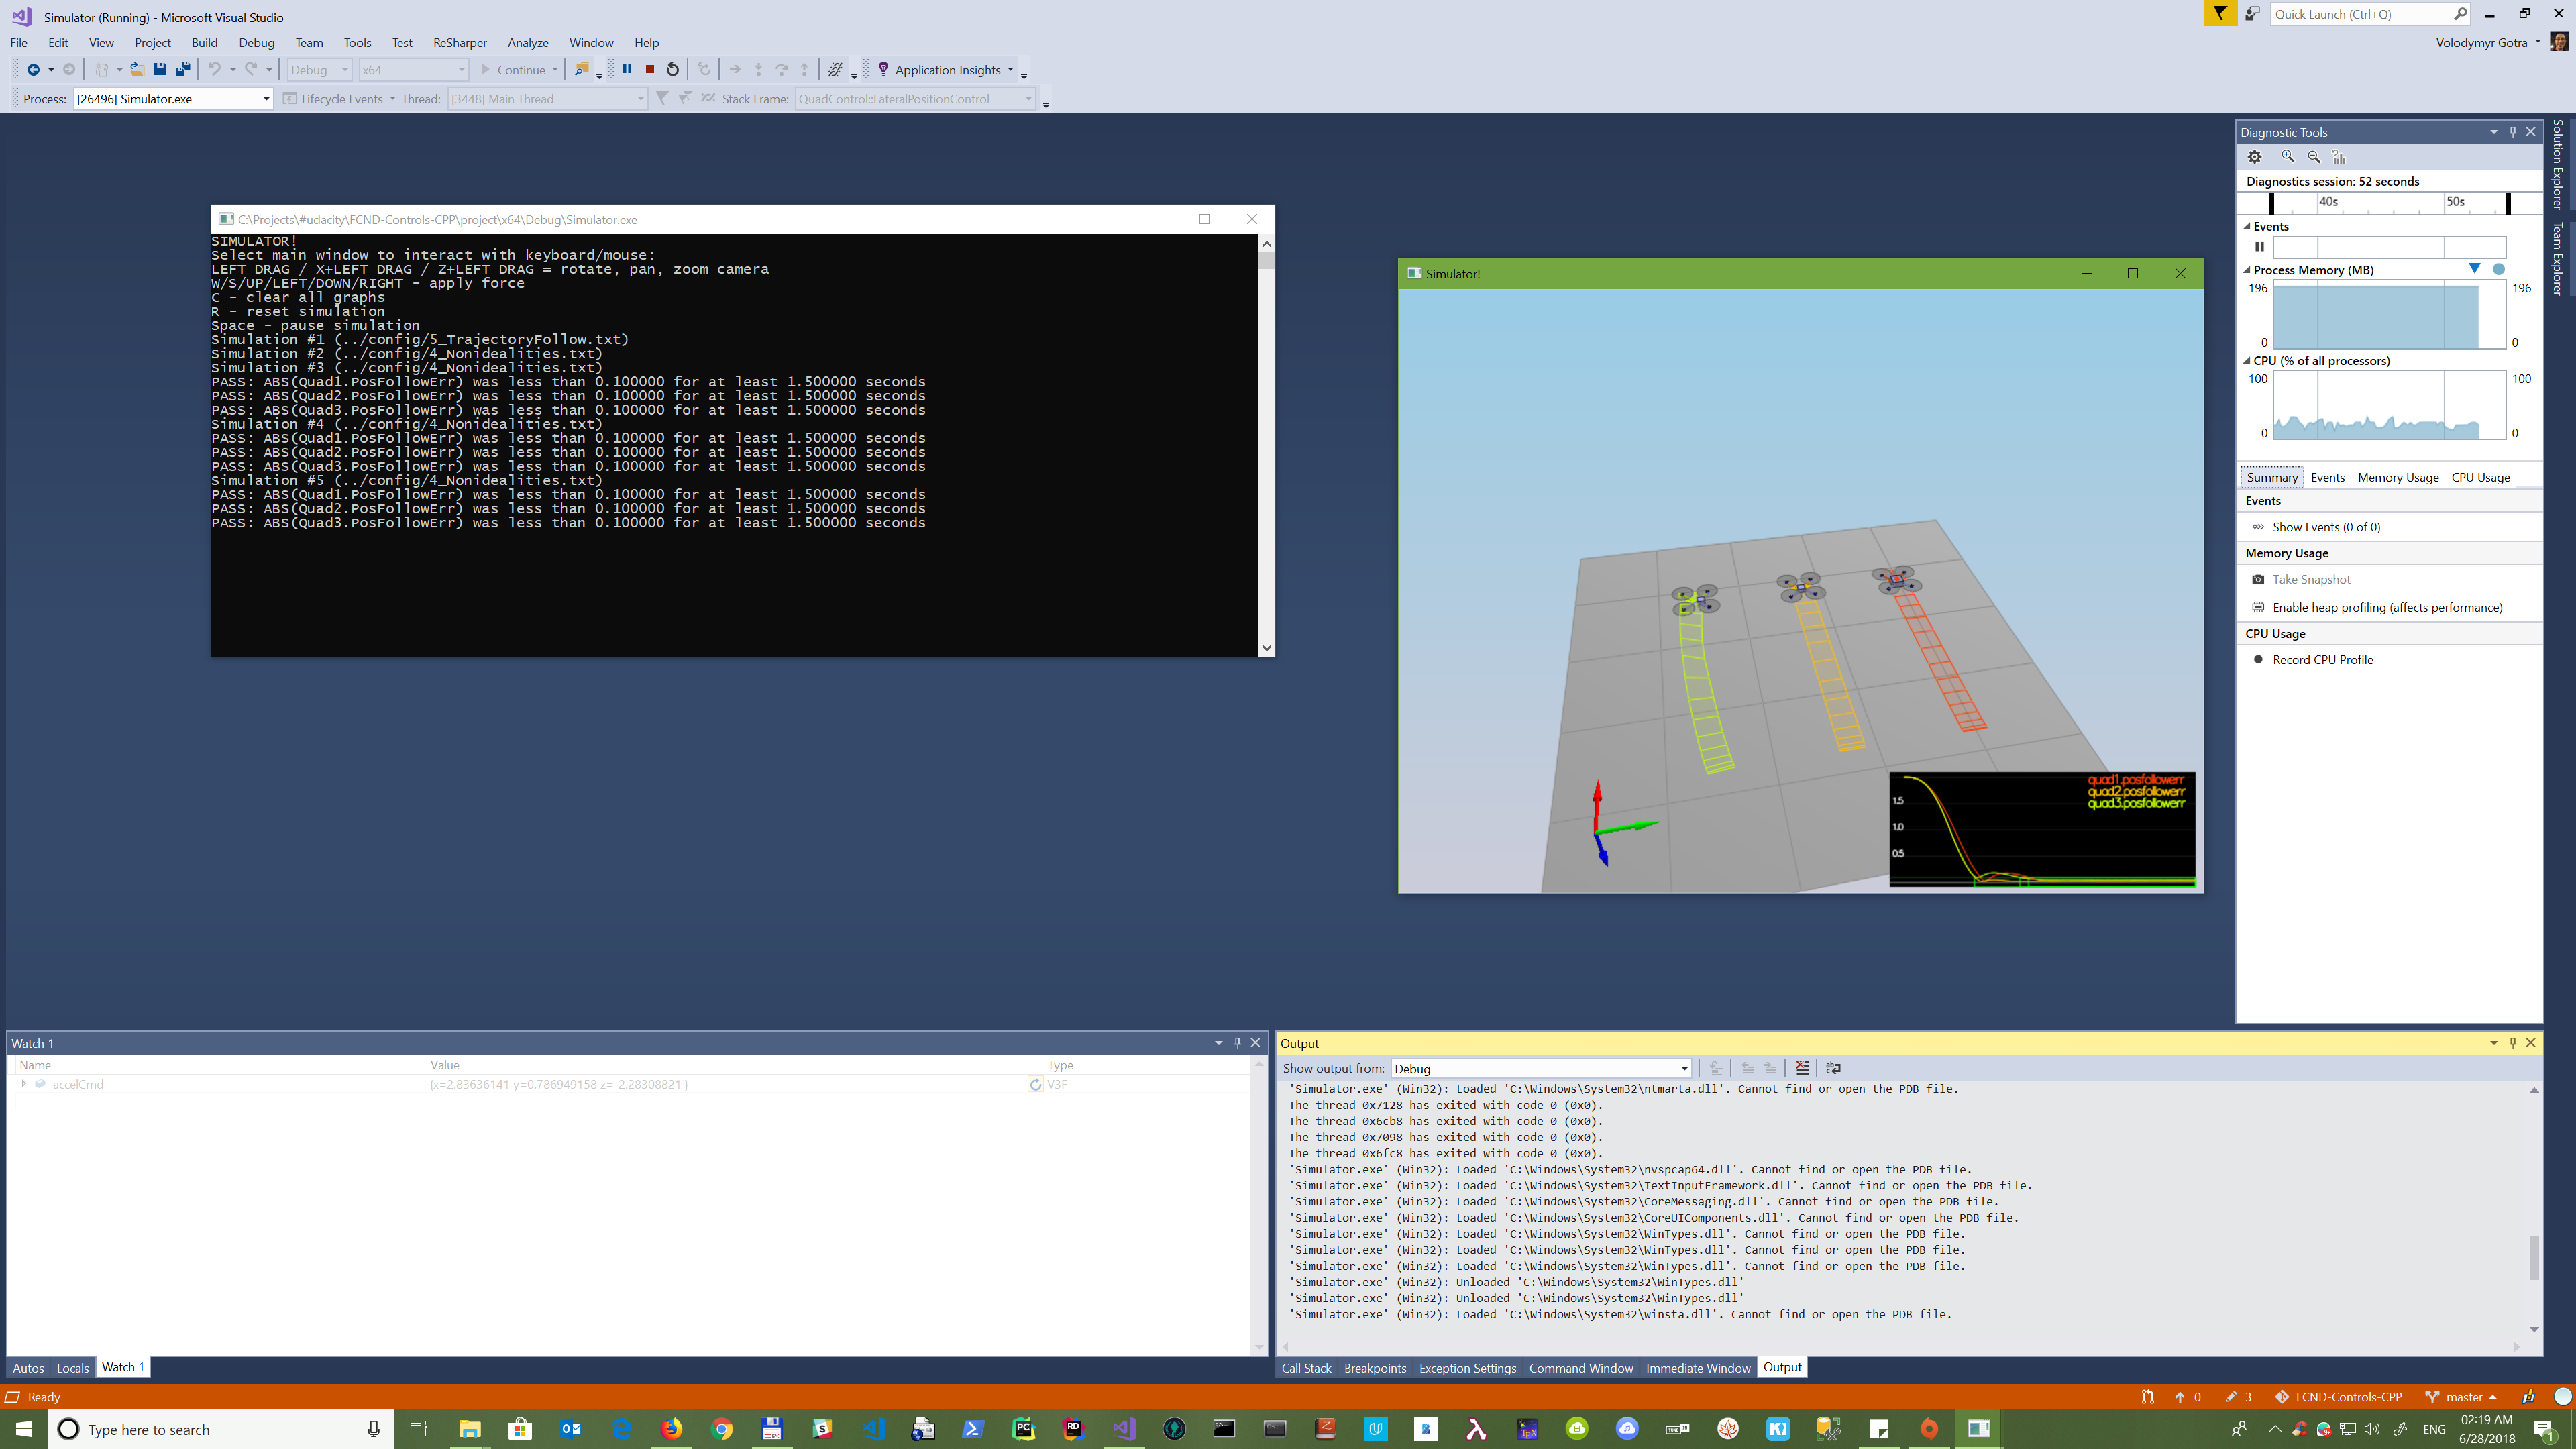 Simulator (Running) - Microsoft Visual Studio
Quick Launch (Ctrl+Q)
File Edit View Project Build Debug Team Tools Test ReSharper Analyze Window Help
Volodymyr Gotra
Debug x64 Continue Application Insights
Process: [26496] Simulator.exe Lifecycle Events Thread: [3448] Main Thread Stack Frame: QuadControl::LateralPositionControl
C:\Projects\#udacity\FCND-Controls-CPP\project\x64\Debug\Simulator.exe
SIMULATOR!
Select main window to interact with keyboard/mouse:
LEFT DRAG / X+LEFT DRAG / Z+LEFT DRAG = rotate, pan, zoom camera
W/S/UP/LEFT/DOWN/RIGHT - apply force
C - clear all graphs
R - reset simulation
Space - pause simulation
Simulation #1 (../config/5_TrajectoryFollow.txt)
Simulation #2 (../config/4_Nonidealities.txt)
Simulation #3 (../config/4_Nonidealities.txt)
PASS: ABS(Quad1.PosFollowErr) was less than 0.100000 for at least 1.500000 seconds
PASS: ABS(Quad2.PosFollowErr) was less than 0.100000 for at least 1.500000 seconds
PASS: ABS(Quad3.PosFollowErr) was less than 0.100000 for at least 1.500000 seconds
Simulation #4 (../config/4_Nonidealities.txt)
PASS: ABS(Quad1.PosFollowErr) was less than 0.100000 for at least 1.500000 seconds
PASS: ABS(Quad2.PosFollowErr) was less than 0.100000 for at least 1.500000 seconds
PASS: ABS(Quad3.PosFollowErr) was less than 0.100000 for at least 1.500000 seconds
Simulation #5 (../config/4_Nonidealities.txt)
PASS: ABS(Quad1.PosFollowErr) was less than 0.100000 for at least 1.500000 seconds
PASS: ABS(Quad2.PosFollowErr) was less than 0.100000 for at least 1.500000 seconds
PASS: ABS(Quad3.PosFollowErr) was less than 0.100000 for at least 1.500000 seconds
Simulator!
quad1.posfollowerr
quad2.posfollowerr
quad3.posfollowerr
1.5
1.0
0.5
Diagnostic Tools
Diagnostics session: 52 seconds
40s 50s
Events
Process Memory (MB)
196 196
0 0
CPU (% of all processors)
100 100
0 0
Summary Events Memory Usage CPU Usage
Events
Show Events (0 of 0)
Memory Usage
Take Snapshot
Enable heap profiling (affects performance)
CPU Usage
Record CPU Profile
Solution Explorer
Team Explorer
Watch 1
Name Value Type
accelCmd {x=2.83636141 y=0.786949158 z=-2.28308821 } V3F
Autos Locals Watch 1
Output
Show output from: Debug
'Simulator.exe' (Win32): Loaded 'C:\Windows\System32\ntmarta.dll'. Cannot find or open the PDB file.
The thread 0x7128 has exited with code 0 (0x0).
The thread 0x6cb8 has exited with code 0 (0x0).
The thread 0x7098 has exited with code 0 (0x0).
The thread 0x6fc8 has exited with code 0 (0x0).
'Simulator.exe' (Win32): Loaded 'C:\Windows\System32\nvspcap64.dll'. Cannot find or open the PDB file.
'Simulator.exe' (Win32): Loaded 'C:\Windows\System32\TextInputFramework.dll'. Cannot find or open the PDB file.
'Simulator.exe' (Win32): Loaded 'C:\Windows\System32\CoreMessaging.dll'. Cannot find or open the PDB file.
'Simulator.exe' (Win32): Loaded 'C:\Windows\System32\CoreUIComponents.dll'. Cannot find or open the PDB file.
'Simulator.exe' (Win32): Loaded 'C:\Windows\System32\WinTypes.dll'. Cannot find or open the PDB file.
'Simulator.exe' (Win32): Loaded 'C:\Windows\System32\WinTypes.dll'. Cannot find or open the PDB file.
'Simulator.exe' (Win32): Loaded 'C:\Windows\System32\WinTypes.dll'. Cannot find or open the PDB file.
'Simulator.exe' (Win32): Unloaded 'C:\Windows\System32\WinTypes.dll'
'Simulator.exe' (Win32): Unloaded 'C:\Windows\System32\WinTypes.dll'
'Simulator.exe' (Win32): Loaded 'C:\Windows\System32\winsta.dll'. Cannot find or open the PDB file.
Call Stack Breakpoints Exception Settings Command Window Immediate Window Output
Ready
0 3 FCND-Controls-CPP master
Type here to search
ENG
02:19 AM
6/28/2018